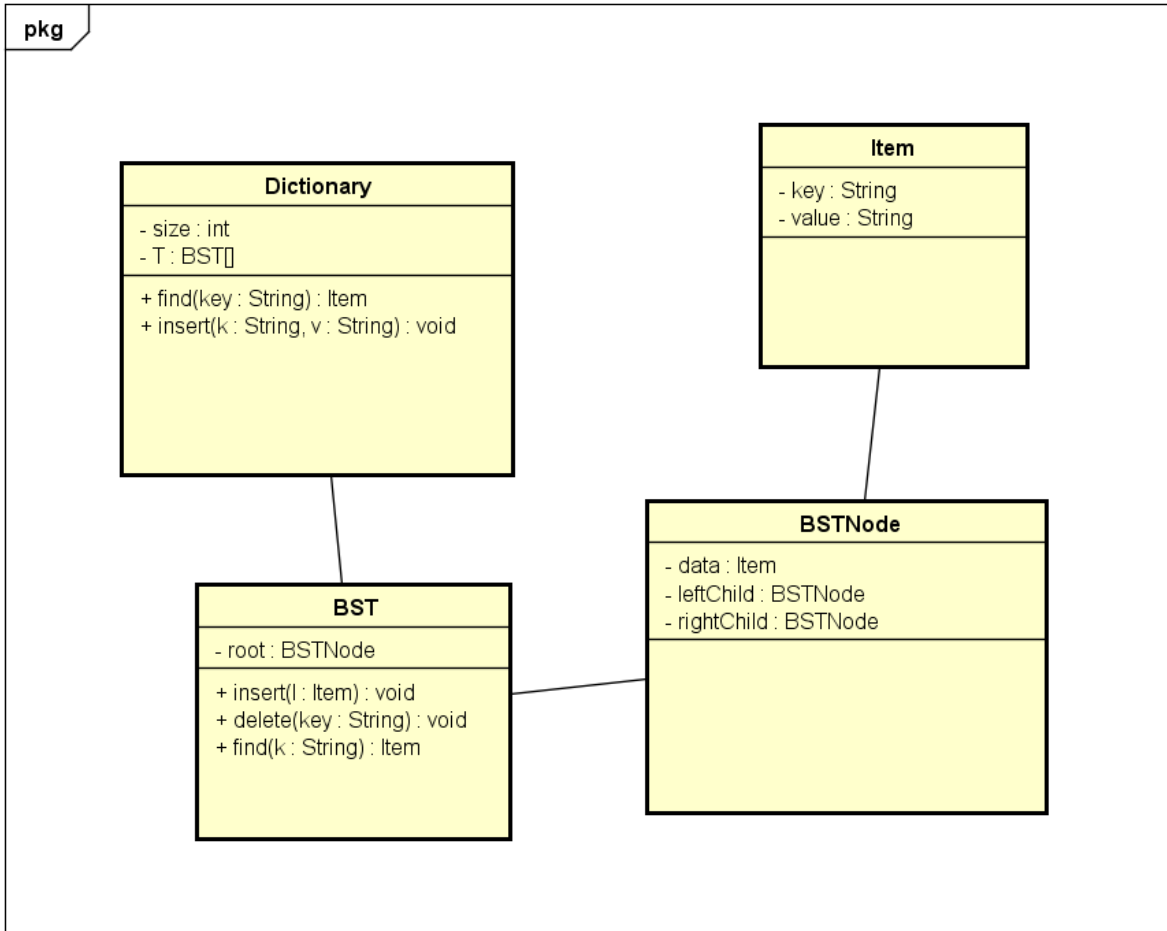 pkg
Dictionary
- size : int
- T : BST[]
+ find(key : String) : Item
+ insert(k : String, v : String) : void
Item
- key : String
- value : String
BST
- root : BSTNode
+ insert(I : Item) : void
+ delete(key : String) : void
+ find(k : String) : Item
BSTNode
- data : Item
- leftChild : BSTNode
- rightChild : BSTNode